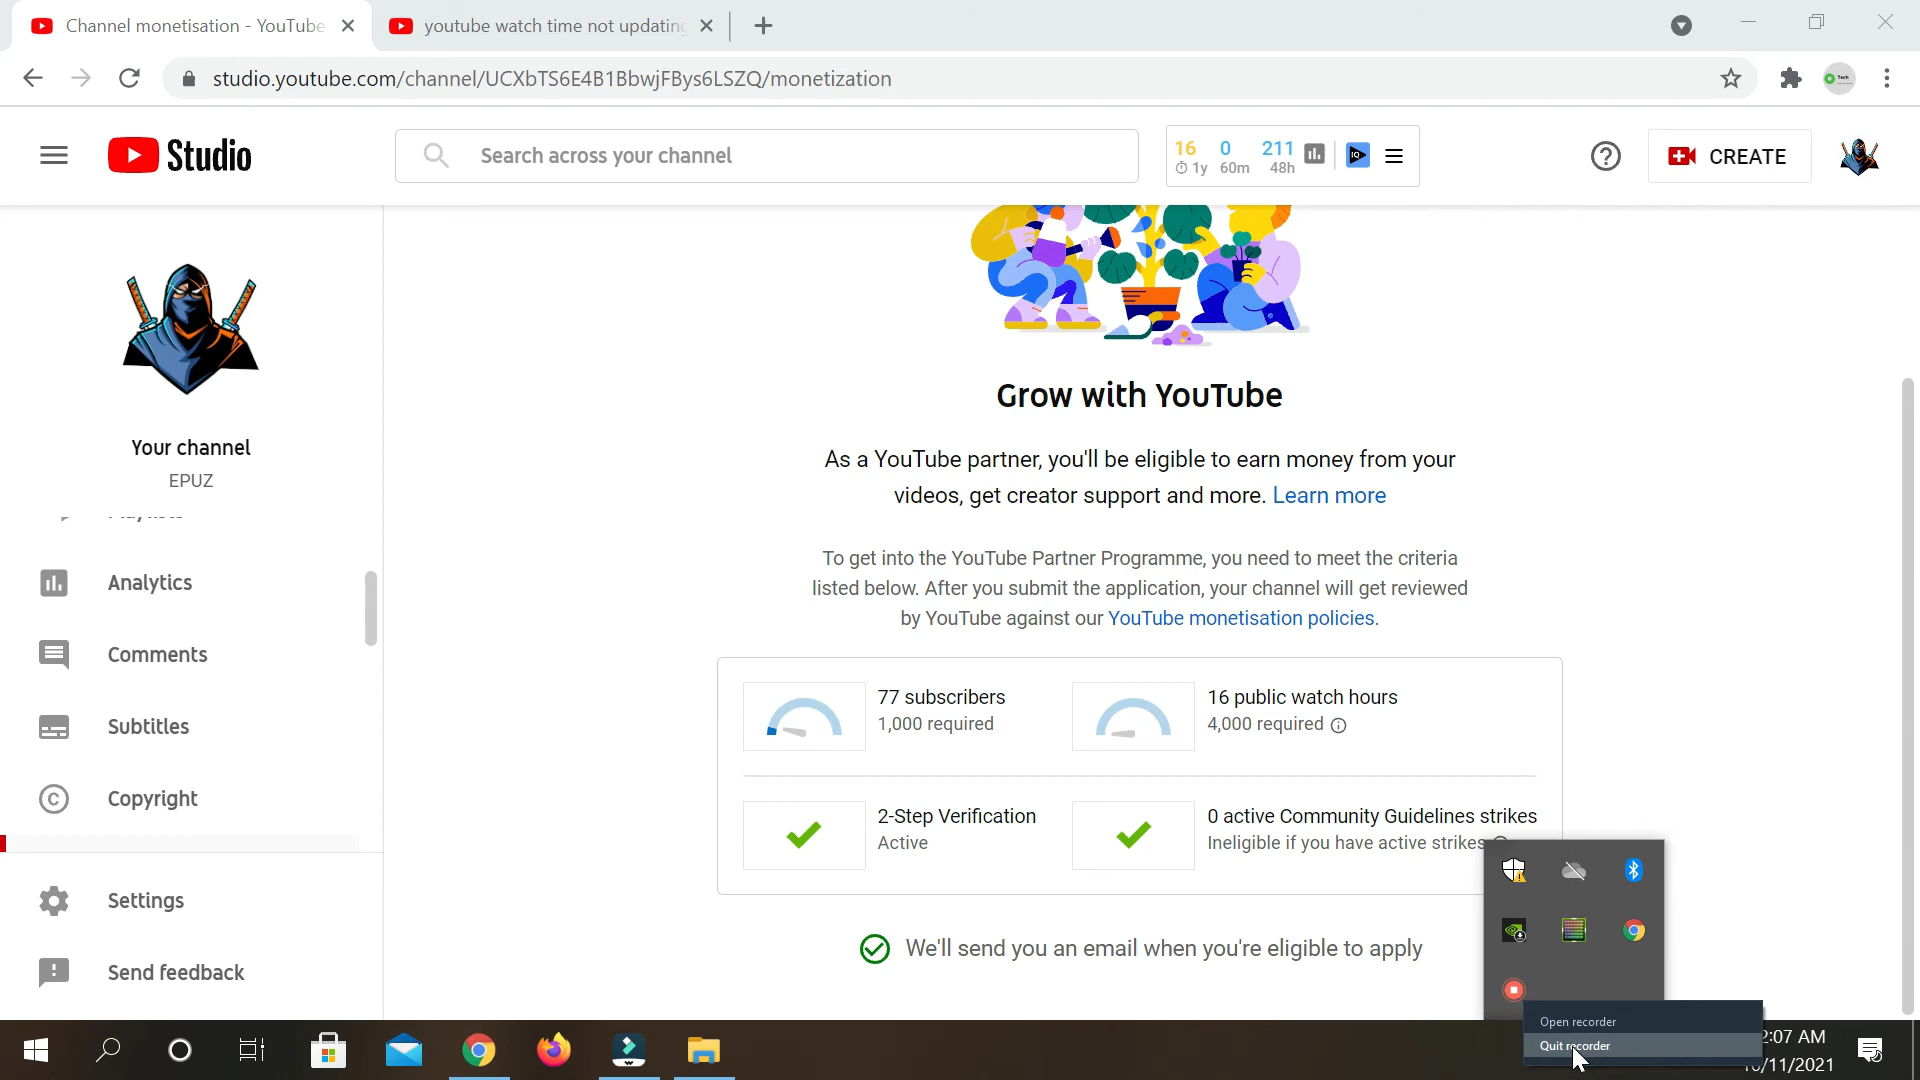 Channel monetisation - YouTube
youtube watch time not updating
studio.youtube.com/channel/UCXbTS6E4B1BbwjFBys6LSZQ/monetization
Studio
Search across your channel
16 0 211
1y 60m 48h
IQ
CREATE
Your channel
EPUZ
Analytics
Comments
Subtitles
Copyright
Settings
Send feedback
Grow with YouTube
As a YouTube partner, you'll be eligible to earn money from your
videos, get creator support and more. Learn more
To get into the YouTube Partner Programme, you need to meet the criteria
listed below. After you submit the application, your channel will get reviewed
by YouTube against our YouTube monetisation policies.
77 subscribers
1,000 required
16 public watch hours
4,000 required
2-Step Verification
Active
0 active Community Guidelines strikes
Ineligible if you have active strikes
We'll send you an email when you're eligible to apply
Open recorder
Quit recorder
2:07 AM
/11/2021